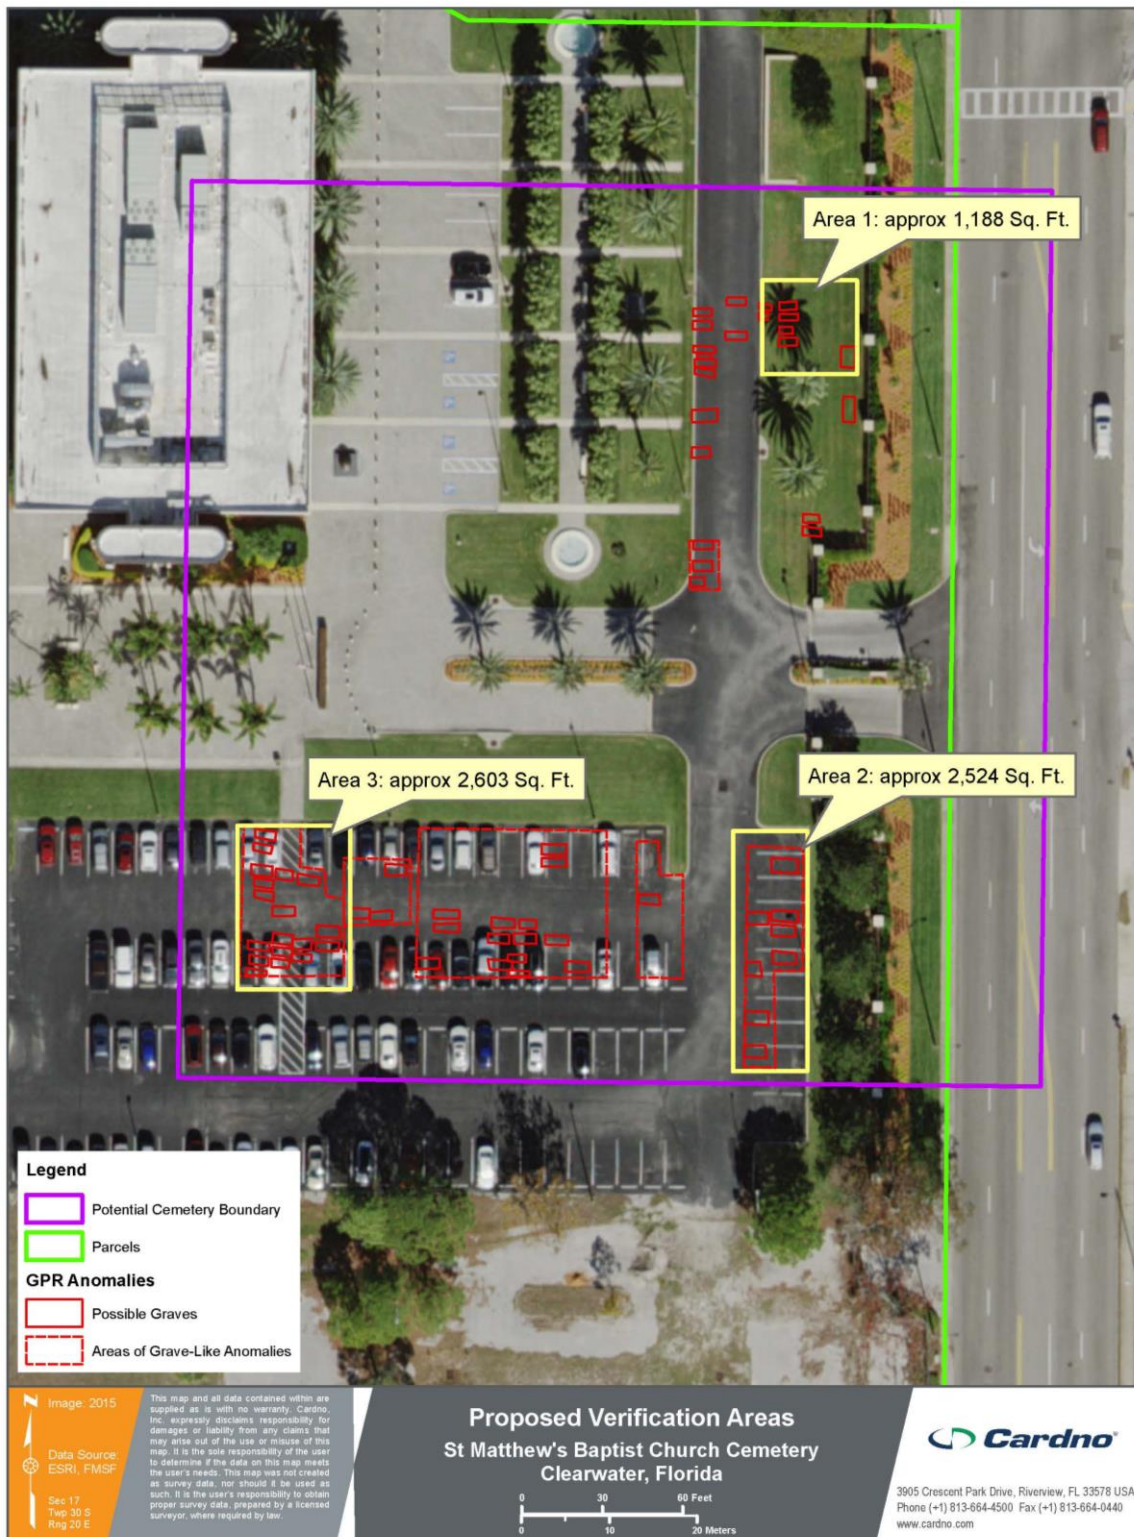 Area 1: approx 1,188 Sq. Ft.
Area 3: approx 2,603 Sq. Ft.
Area 2: approx 2,524 Sq. Ft.
Legend
Potential Cemetery Boundary
Parcels
GPR Anomalies
Possible Graves
Areas of Grave-Like Anomalies
N
Image: 2015
Data Source:
ESRI, FMSF
Sec 17
Twp 30 S
Rng 20 E
This map and all data contained within are
supplied as is with no warranty. Cardno,
Inc. expressly disclaims responsibility for
damages or liability from any claims that
may arise out of the use or misuse of this
map. It is the sole responsibility of the user
to determine if the data on this map meets
the user's needs. This map was not created
as survey data, nor should it be used as
such. It is the user's responsibility to obtain
proper survey data, prepared by a licensed
surveyor, where required by law.
Proposed Verification Areas
St Matthew's Baptist Church Cemetery
Clearwater, Florida
0 30 60 Feet
0 10 20 Meters
Cardno®
3905 Crescent Park Drive, Riverview, FL 33578 USA
Phone (+1) 813-664-4500 Fax (+1) 813-664-0440
www.cardno.com